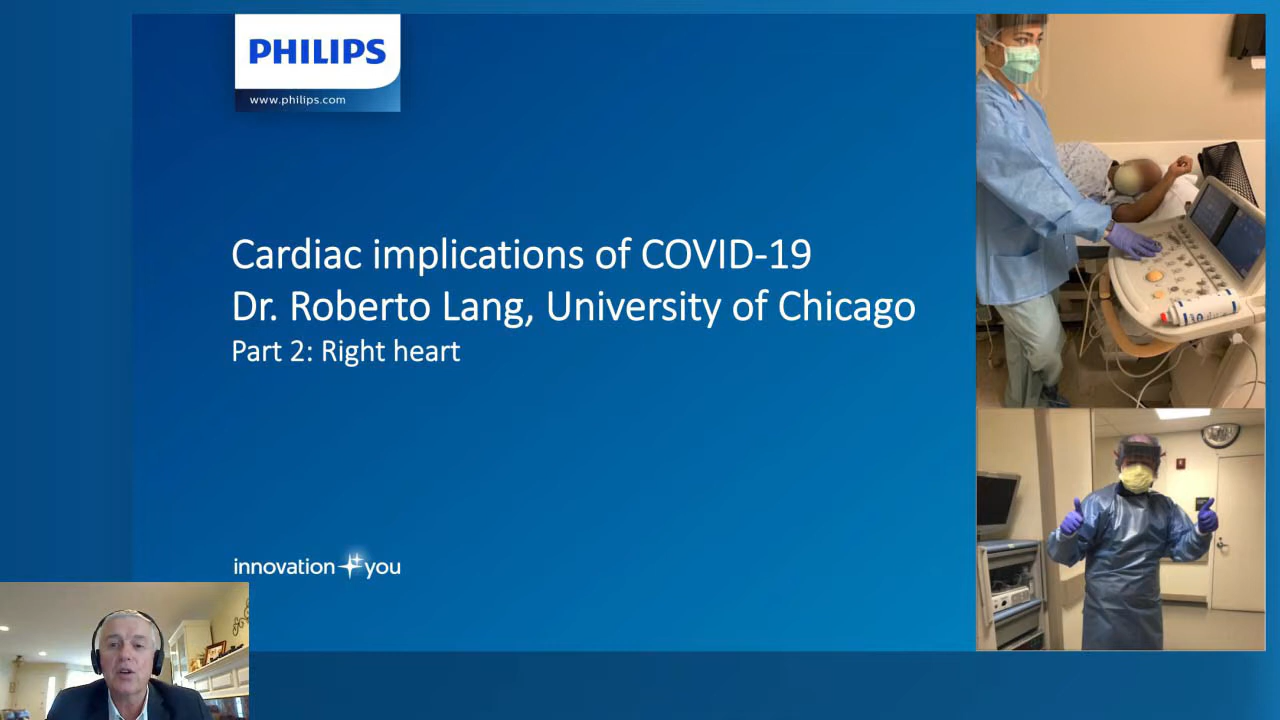 PHILIPS
www.philips.com
Cardiac implications of COVID-19
Dr. Roberto Lang, University of Chicago
Part 2: Right heart
innovation you